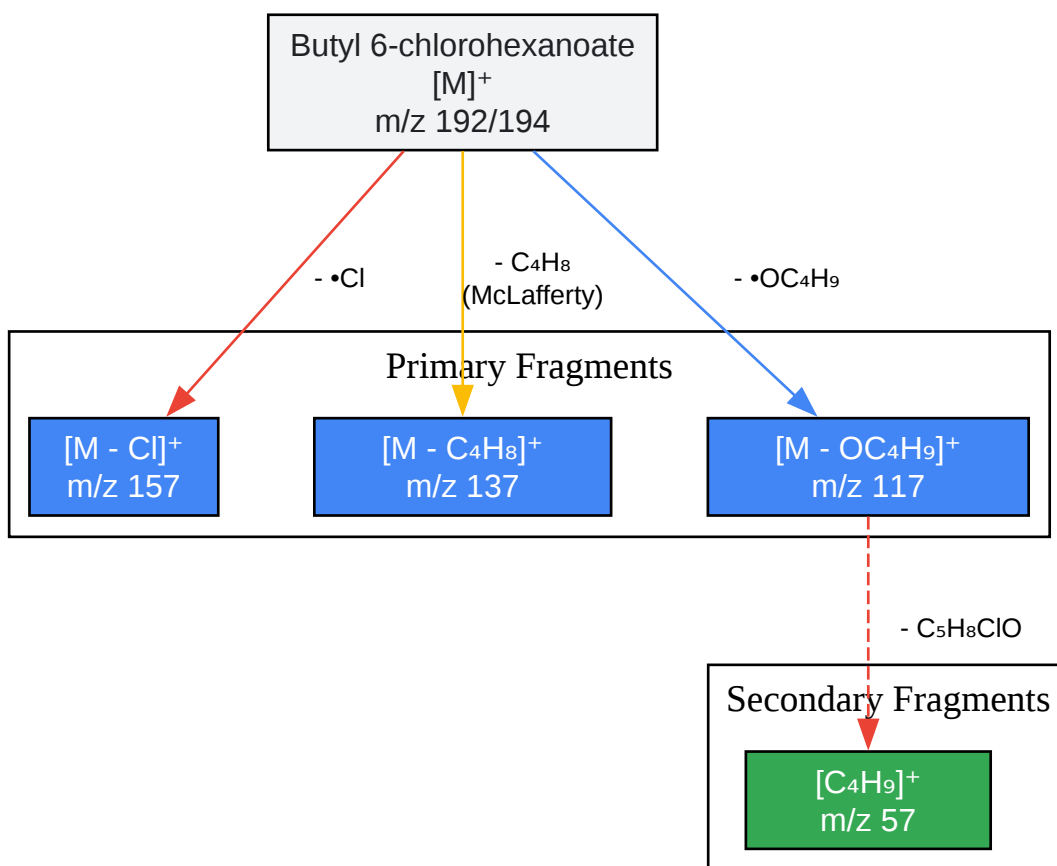 Butyl 6-chlorohexanoate
[M]⁺
m/z 192/194
- •Cl
- C₄H₈
(McLafferty)
- •OC₄H₉
Primary Fragments
[M - Cl]⁺
m/z 157
[M - C₄H₈]⁺
m/z 137
[M - OC₄H₉]⁺
m/z 117
- C₅H₈ClO
Secondary Fragments
[C₄H₉]⁺
m/z 57